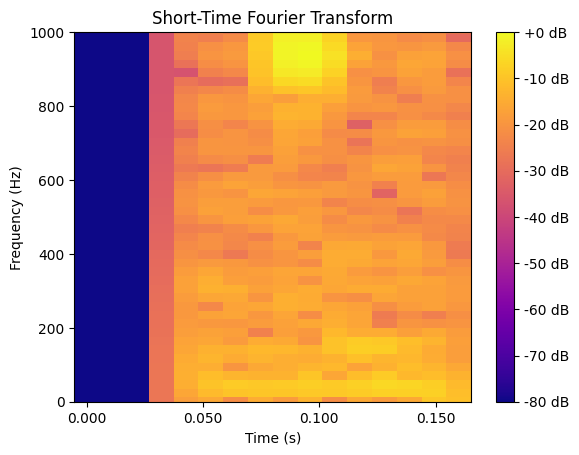 Short-Time Fourier Transform
1000
800
600
400
200
0
Frequency (Hz)
0.000
0.050
0.100
0.150
Time (s)
+0 dB
-10 dB
-20 dB
-30 dB
-40 dB
-50 dB
-60 dB
-70 dB
-80 dB